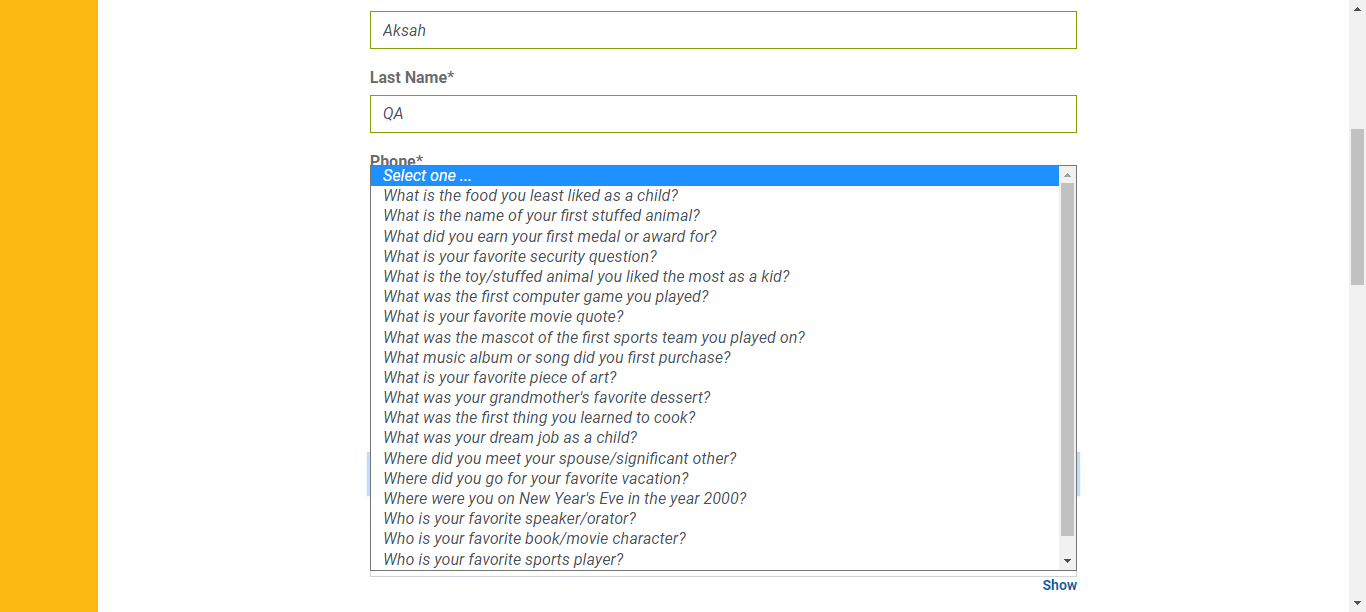 Aksah
Last Name*
QA
Phone*
Select one ...
What is the food you least liked as a child?
What is the name of your first stuffed animal?
What did you earn your first medal or award for?
What is your favorite security question?
What is the toy/stuffed animal you liked the most as a kid?
What was the first computer game you played?
What is your favorite movie quote?
What was the mascot of the first sports team you played on?
What music album or song did you first purchase?
What is your favorite piece of art?
What was your grandmother's favorite dessert?
What was the first thing you learned to cook?
What was your dream job as a child?
Where did you meet your spouse/significant other?
Where did you go for your favorite vacation?
Where were you on New Year's Eve in the year 2000?
Who is your favorite speaker/orator?
Who is your favorite book/movie character?
Who is your favorite sports player?
Show